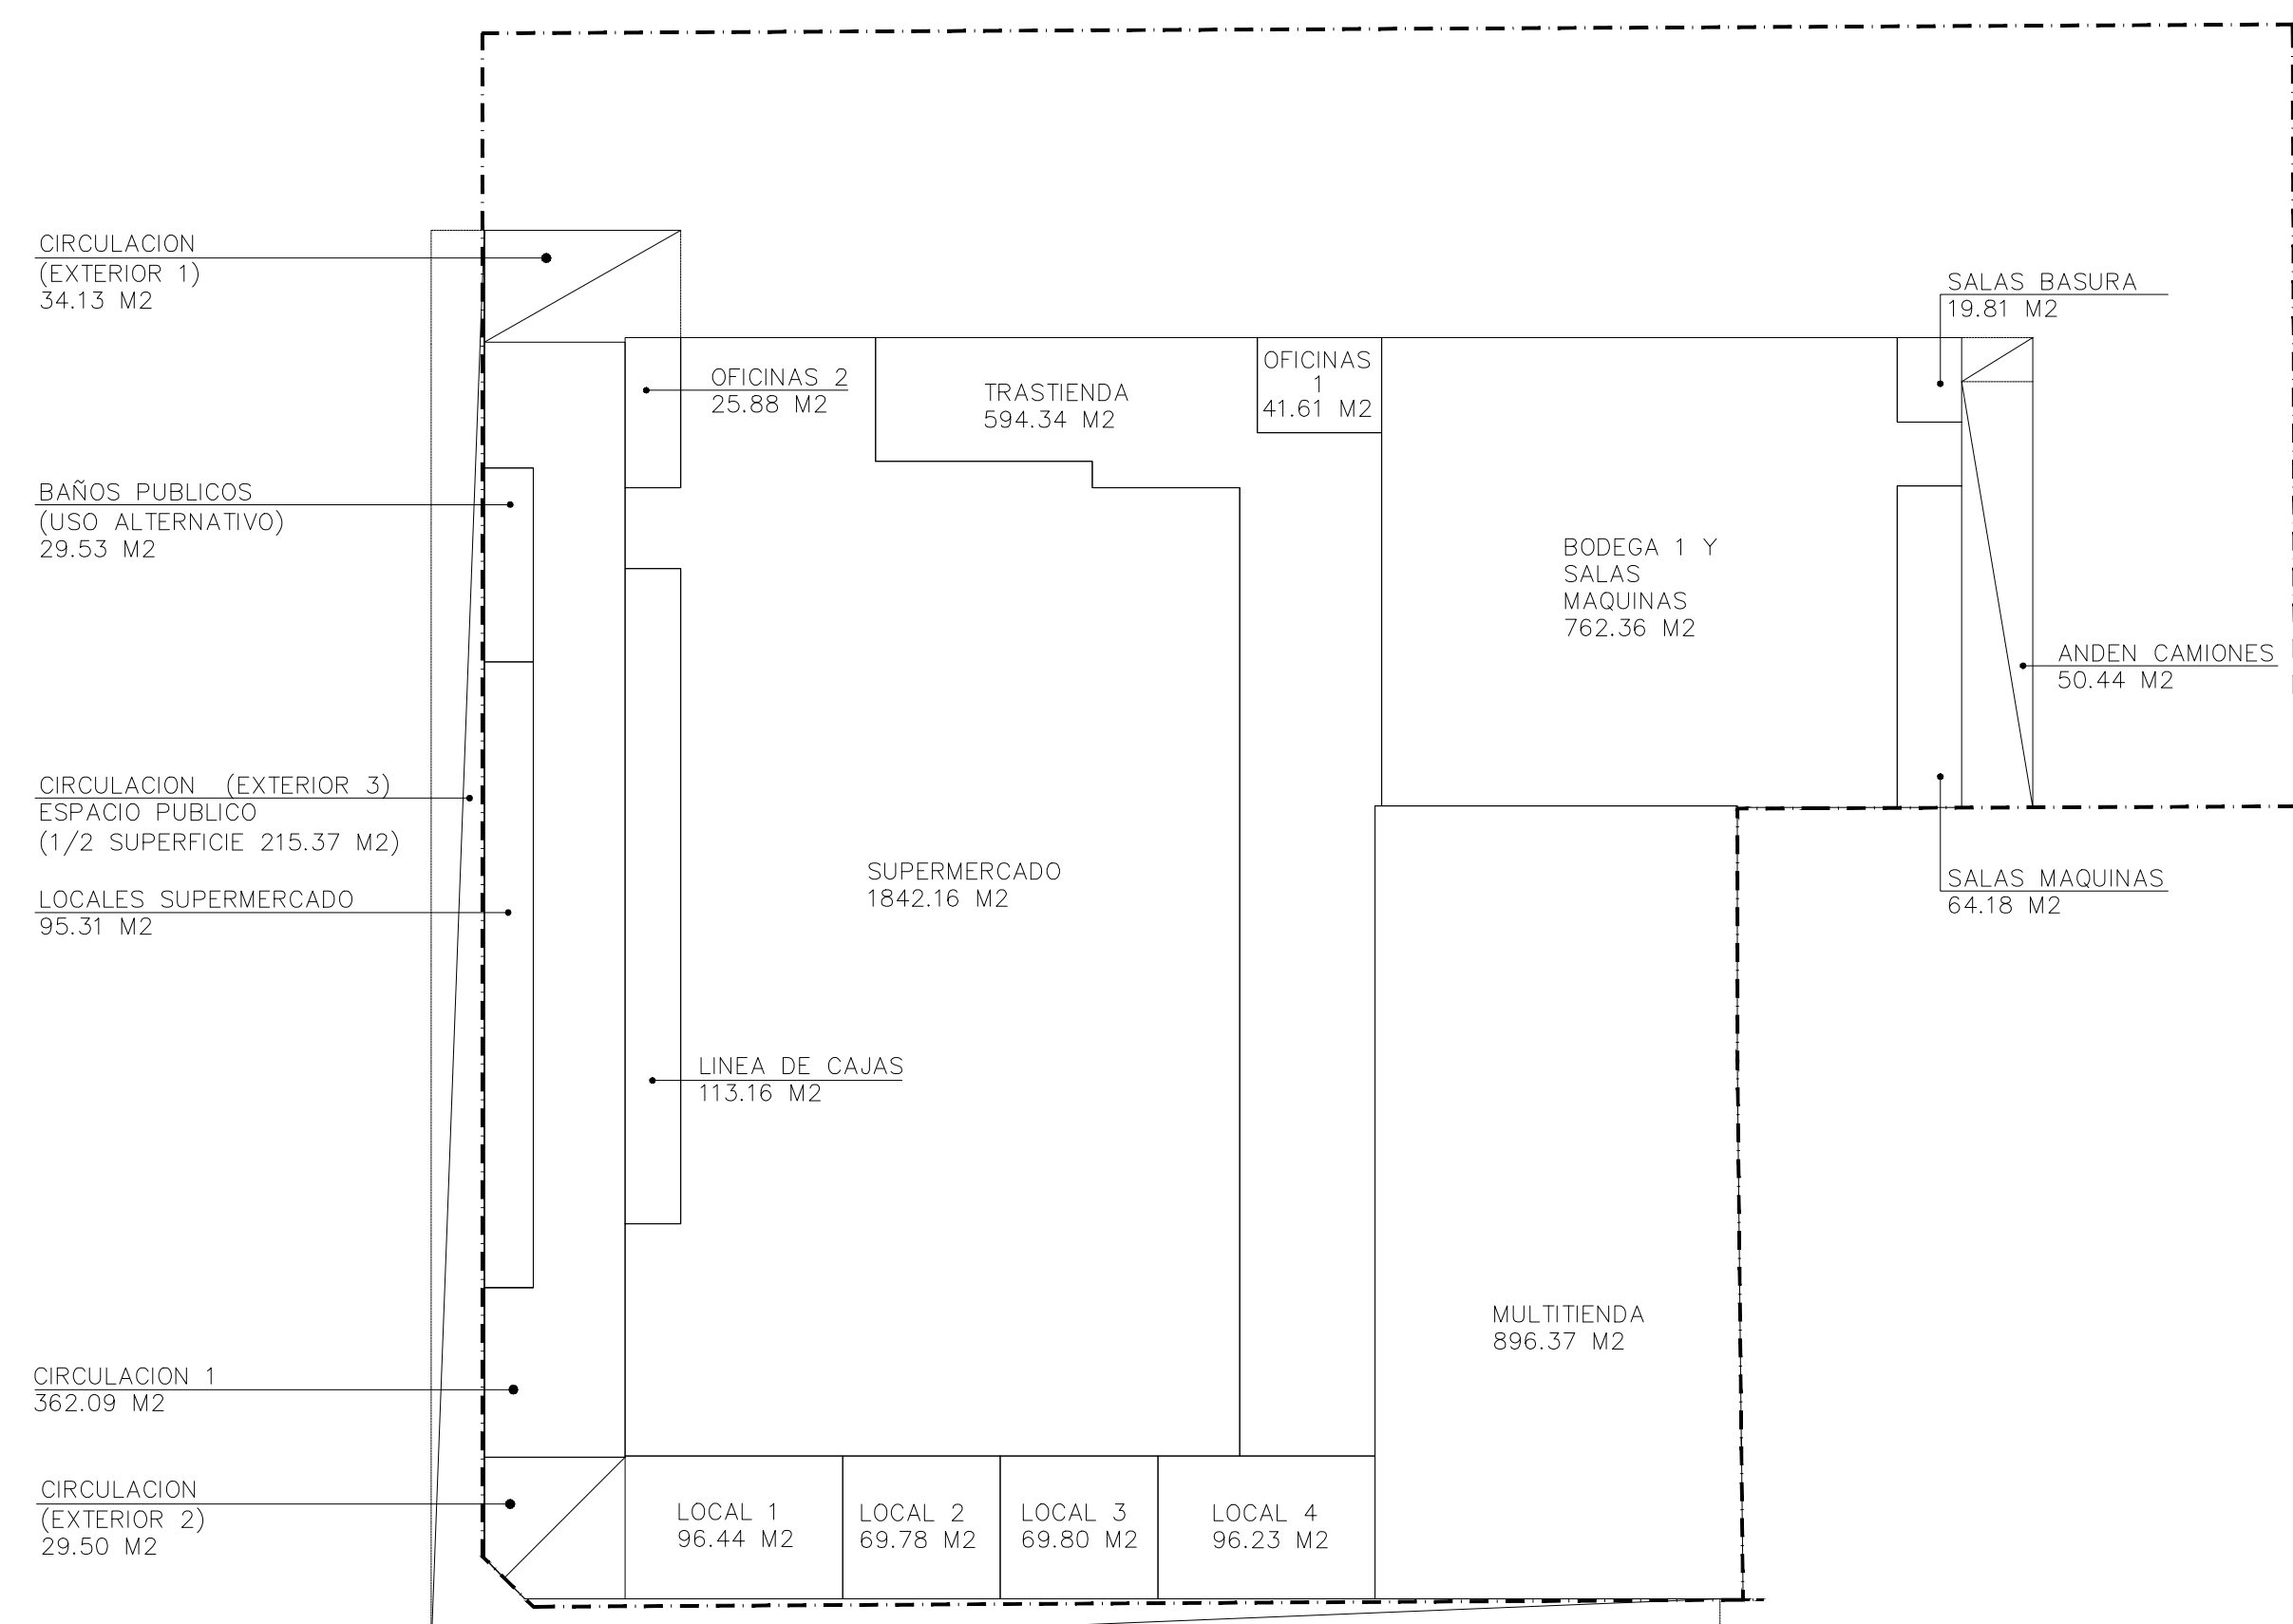 CIRCULACION
(EXTERIOR 1)
34.13 M2
SALAS BASURA
19.81 M2
OFICINAS 2
25.88 M2
TRASTIENDA
594.34 M2
OFICINAS
1
41.61 M2
BAÑOS PUBLICOS
(USO ALTERNATIVO)
29.53 M2
BODEGA 1 Y
SALAS
MAQUINAS
762.36 M2
ANDEN CAMIONES
50.44 M2
CIRCULACION (EXTERIOR 3)
ESPACIO PUBLICO
(1/2 SUPERFICIE 215.37 M2)
LOCALES SUPERMERCADO
95.31 M2
SUPERMERCADO
1842.16 M2
SALAS MAQUINAS
64.18 M2
LINEA DE CAJAS
113.16 M2
MULTITIENDA
896.37 M2
CIRCULACION 1
362.09 M2
CIRCULACION
(EXTERIOR 2)
29.50 M2
LOCAL 1
96.44 M2
LOCAL 2
69.78 M2
LOCAL 3
69.80 M2
LOCAL 4
96.23 M2